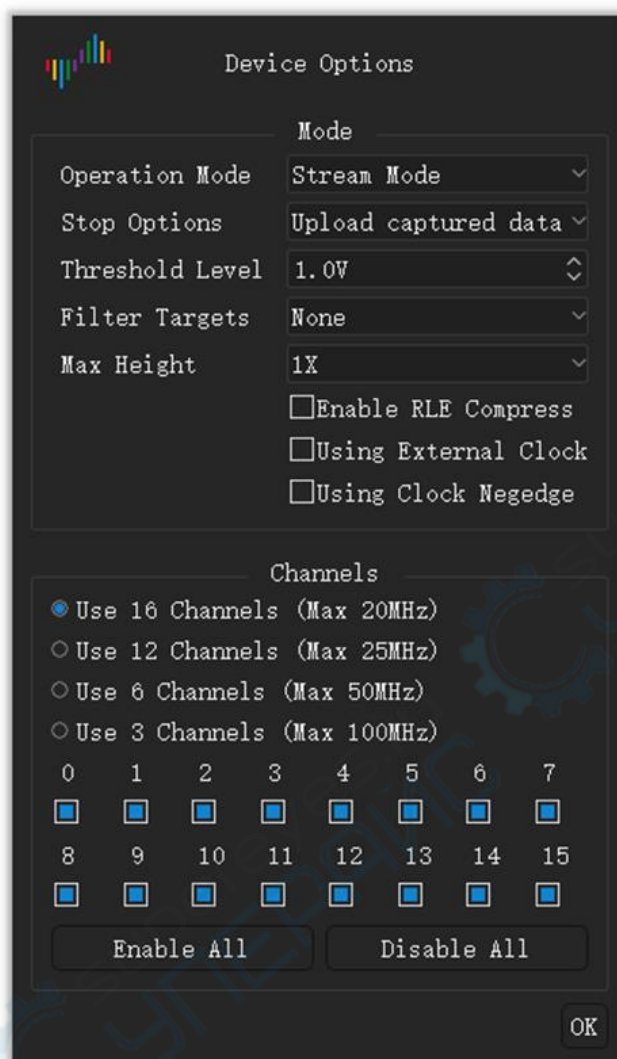 Device Options
Mode
Operation Mode Stream Mode
Stop Options Upload captured data
Threshold Level 1.0V
Filter Targets None
Max Height 1X
Enable RLE Compress
Using External Clock
Using Clock Negedge
Channels
Use 16 Channels (Max 20MHz)
Use 12 Channels (Max 25MHz)
Use 6 Channels (Max 50MHz)
Use 3 Channels (Max 100MHz)
0 1 2 3 4 5 6 7
8 9 10 11 12 13 14 15
Enable All Disable All
OK